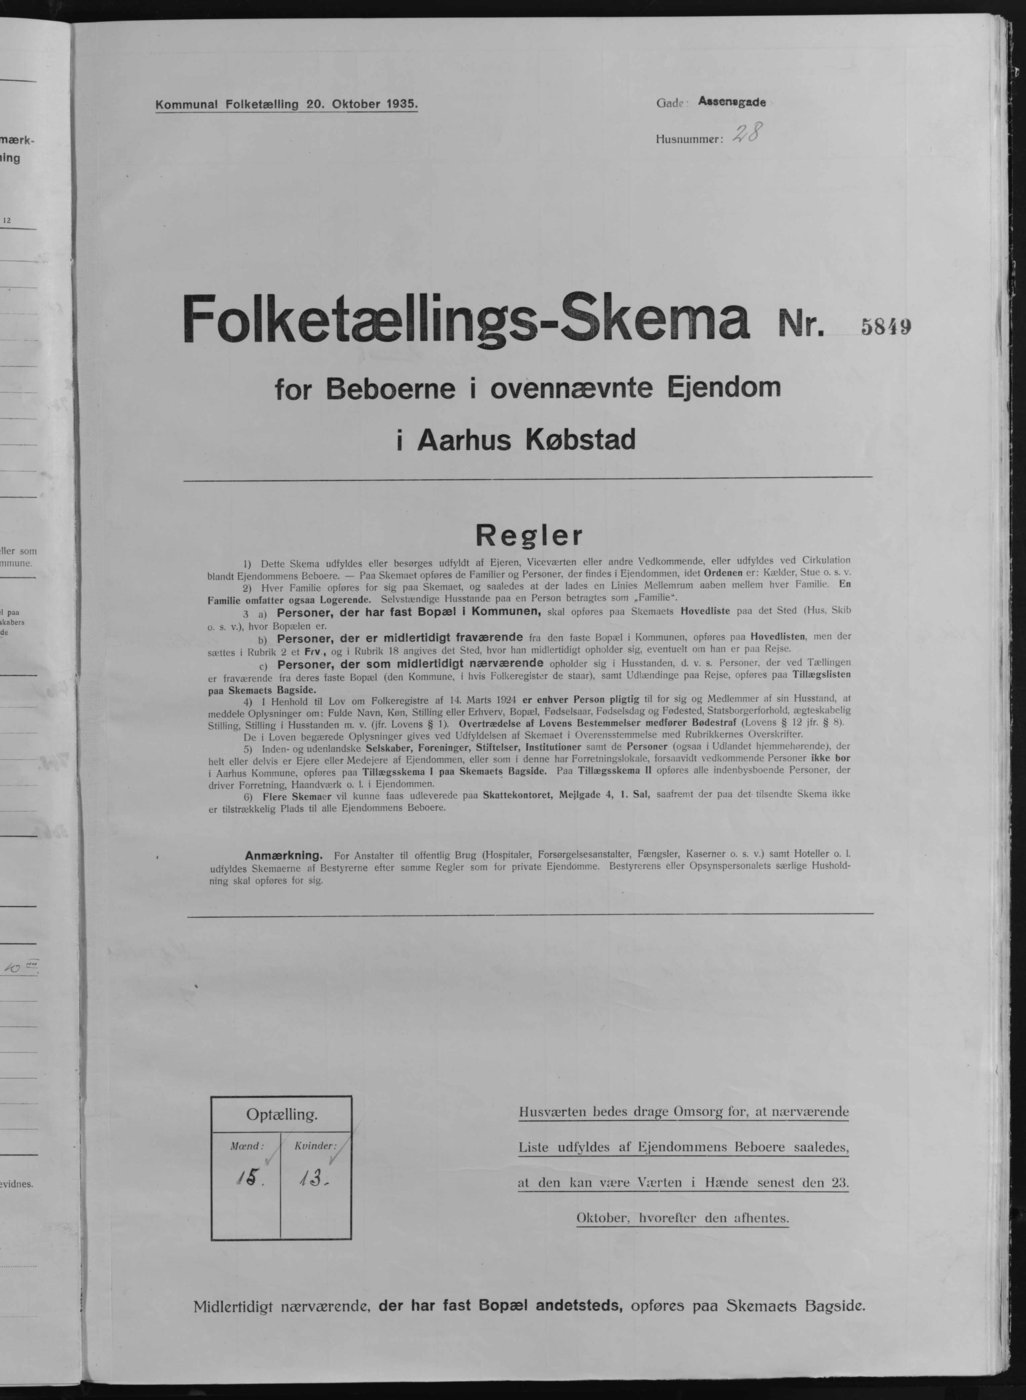 Kommunal Folketælling 20. Oktober 1935.
Gade: Assensgade
Husnummer: 28
mærk-
ning
12
Folketællings-Skema Nr. 5849
for Beboerne i ovennævnte Ejendom
i Aarhus Købstad
Regler
1) Dette Skema udfyldes eller besørges udfyldt af Ejeren, Viceværten eller andre Vedkommende, eller udfyldes ved Cirkulation
blandt Ejendommens Beboere. — Paa Skemaet opføres de Familier og Personer, der findes i Ejendommen, idet Ordenen er: Kælder, Stue o. s. v.
2) Hver Familie opføres for sig paa Skemaet, og saaledes at der lades en Linies Mellemrum aaben mellem hver Familie. En
Familie omfatter ogsaa Logerende. Selvstændige Husstande paa en Person betragtes som „Familie“.
3 a) Personer, der har fast Bopæl i Kommunen, skal opføres paa Skemaets Hovedliste paa det Sted (Hus, Skib
o. s. v.), hvor Bopælen er.
b) Personer, der er midlertidigt fraværende fra den faste Bopæl i Kommunen, opføres paa Hovedlisten, men der
sættes i Rubrik 2 et Frv., og i Rubrik 18 angives det Sted, hvor han midlertidigt opholder sig, eventuelt om han er paa Rejse.
c) Personer, der som midlertidigt nærværende opholder sig i Husstanden, d. v. s. Personer, der ved Tællingen
er fraværende fra deres faste Bopæl (den Kommune, i hvis Folkeregister de staar), samt Udlændinge paa Rejse, opføres paa Tillægslisten
paa Skemaets Bagside.
4) I Henhold til Lov om Folkeregistre af 14. Marts 1924 er enhver Person pligtig til for sig og Medlemmer af sin Husstand, at
meddele Oplysninger om: Fulde Navn, Køn, Stilling eller Erhverv, Bopæl, Fødselsaar, Fødselsdag og Fødested, Statsborgerforhold, ægteskabelig
Stilling, Stilling i Husstanden m. v. (jfr. Lovens § 1). Overtrædelse af Lovens Bestemmelser medfører Bødestraf (Lovens § 12 jfr. § 8).
De i Loven begærede Oplysninger gives ved Udfyldelsen af Skemaet i Overensstemmelse med Rubrikkernes Overskrifter.
5) Inden- og udenlandske Selskaber, Foreninger, Stiftelser, Institutioner samt de Personer (ogsaa i Udlandet hjemmehørende), der
helt eller delvis er Ejere eller Medejere af Ejendommen, eller som i denne har Forretningslokale, forsaavidt vedkommende Personer ikke bor
i Aarhus Kommune, opføres paa Tillægsskema I paa Skemaets Bagside. Paa Tillægsskema II opføres alle indenbysboende Personer, der
driver Forretning, Haandværk o. l. i Ejendommen.
6) Flere Skemaer vil kunne faas udleverede paa Skattekontoret, Mejlgade 4, 1. Sal, saafremt der paa det tilsendte Skema ikke
er tilstrækkelig Plads til alle Ejendommens Beboere.
eller som
mmune.
l paa
skabers
de
Anmærkning. For Anstalter til offentlig Brug (Hospitaler, Forsørgelsesanstalter, Fængsler, Kaserner o. s. v.) samt Hoteller o. l.
udfyldes Skemaerne af Bestyrerne efter samme Regler som for private Ejendomme. Bestyrerens eller Opsynspersonalets særlige Hushold-
ning skal opføres for sig.
Optælling.
Mænd: Kvinder:
15. 13.
Husværten bedes drage Omsorg for, at nærværende
Liste udfyldes af Ejendommens Beboere saaledes,
at den kan være Værten i Hænde senest den 23.
Oktober, hvorefter den afhentes.
evidnes.
Midlertidigt nærværende, der har fast Bopæl andetsteds, opføres paa Skemaets Bagside.